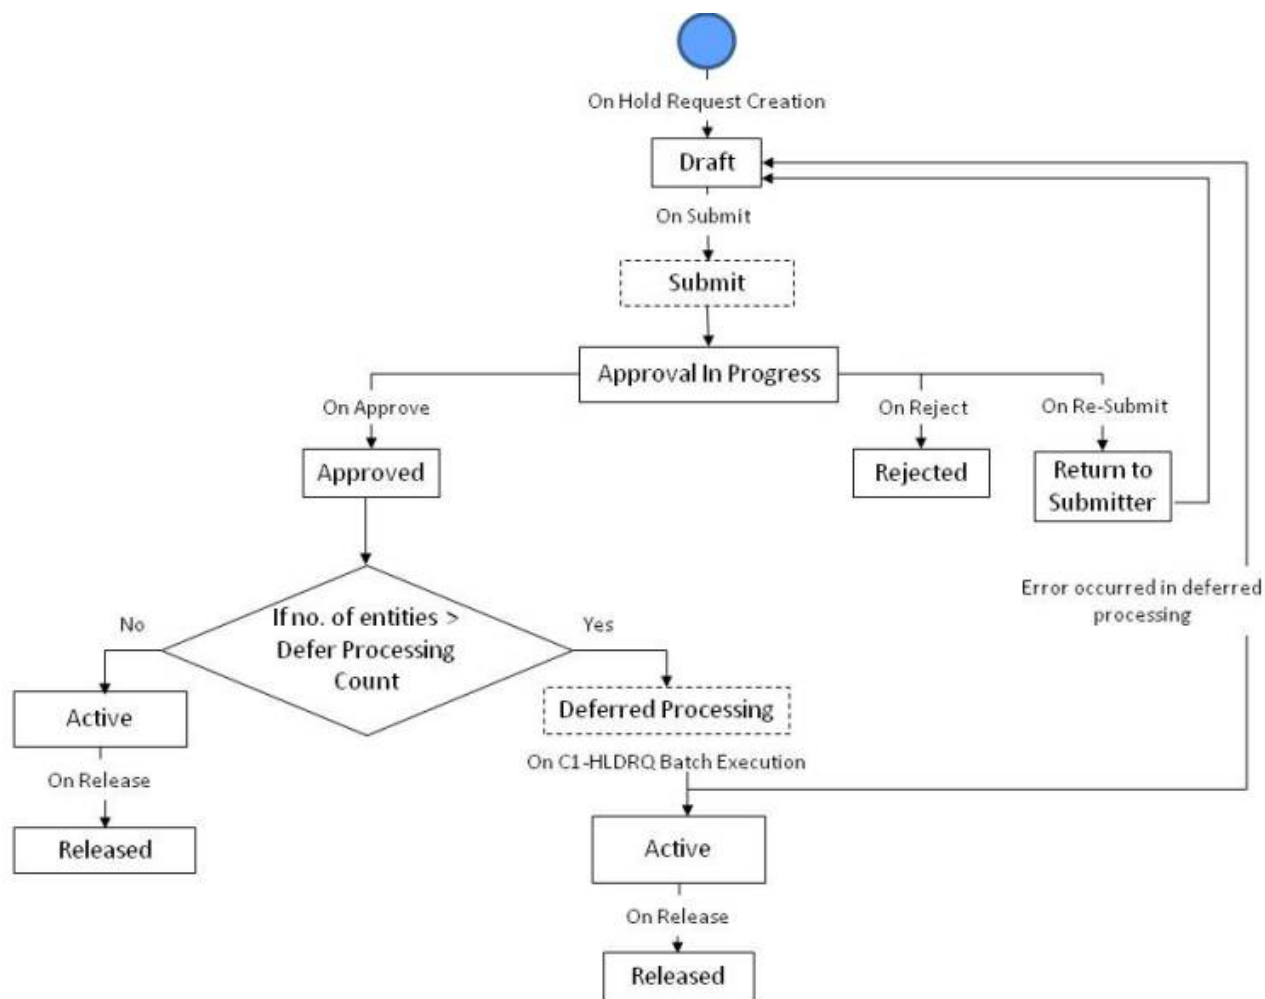 On Hold Request Creation
Draft
On Submit
Submit
Approval In Progress
On Approve
On Reject
On Re-Submit
Approved
Rejected
Return to
Submitter
If no. of entities >
Defer Processing
Count
No
Yes
Error occurred in deferred
processing
Active
Deferred Processing
On Release
On C1-HLDRQ Batch Execution
Released
Active
On Release
Released